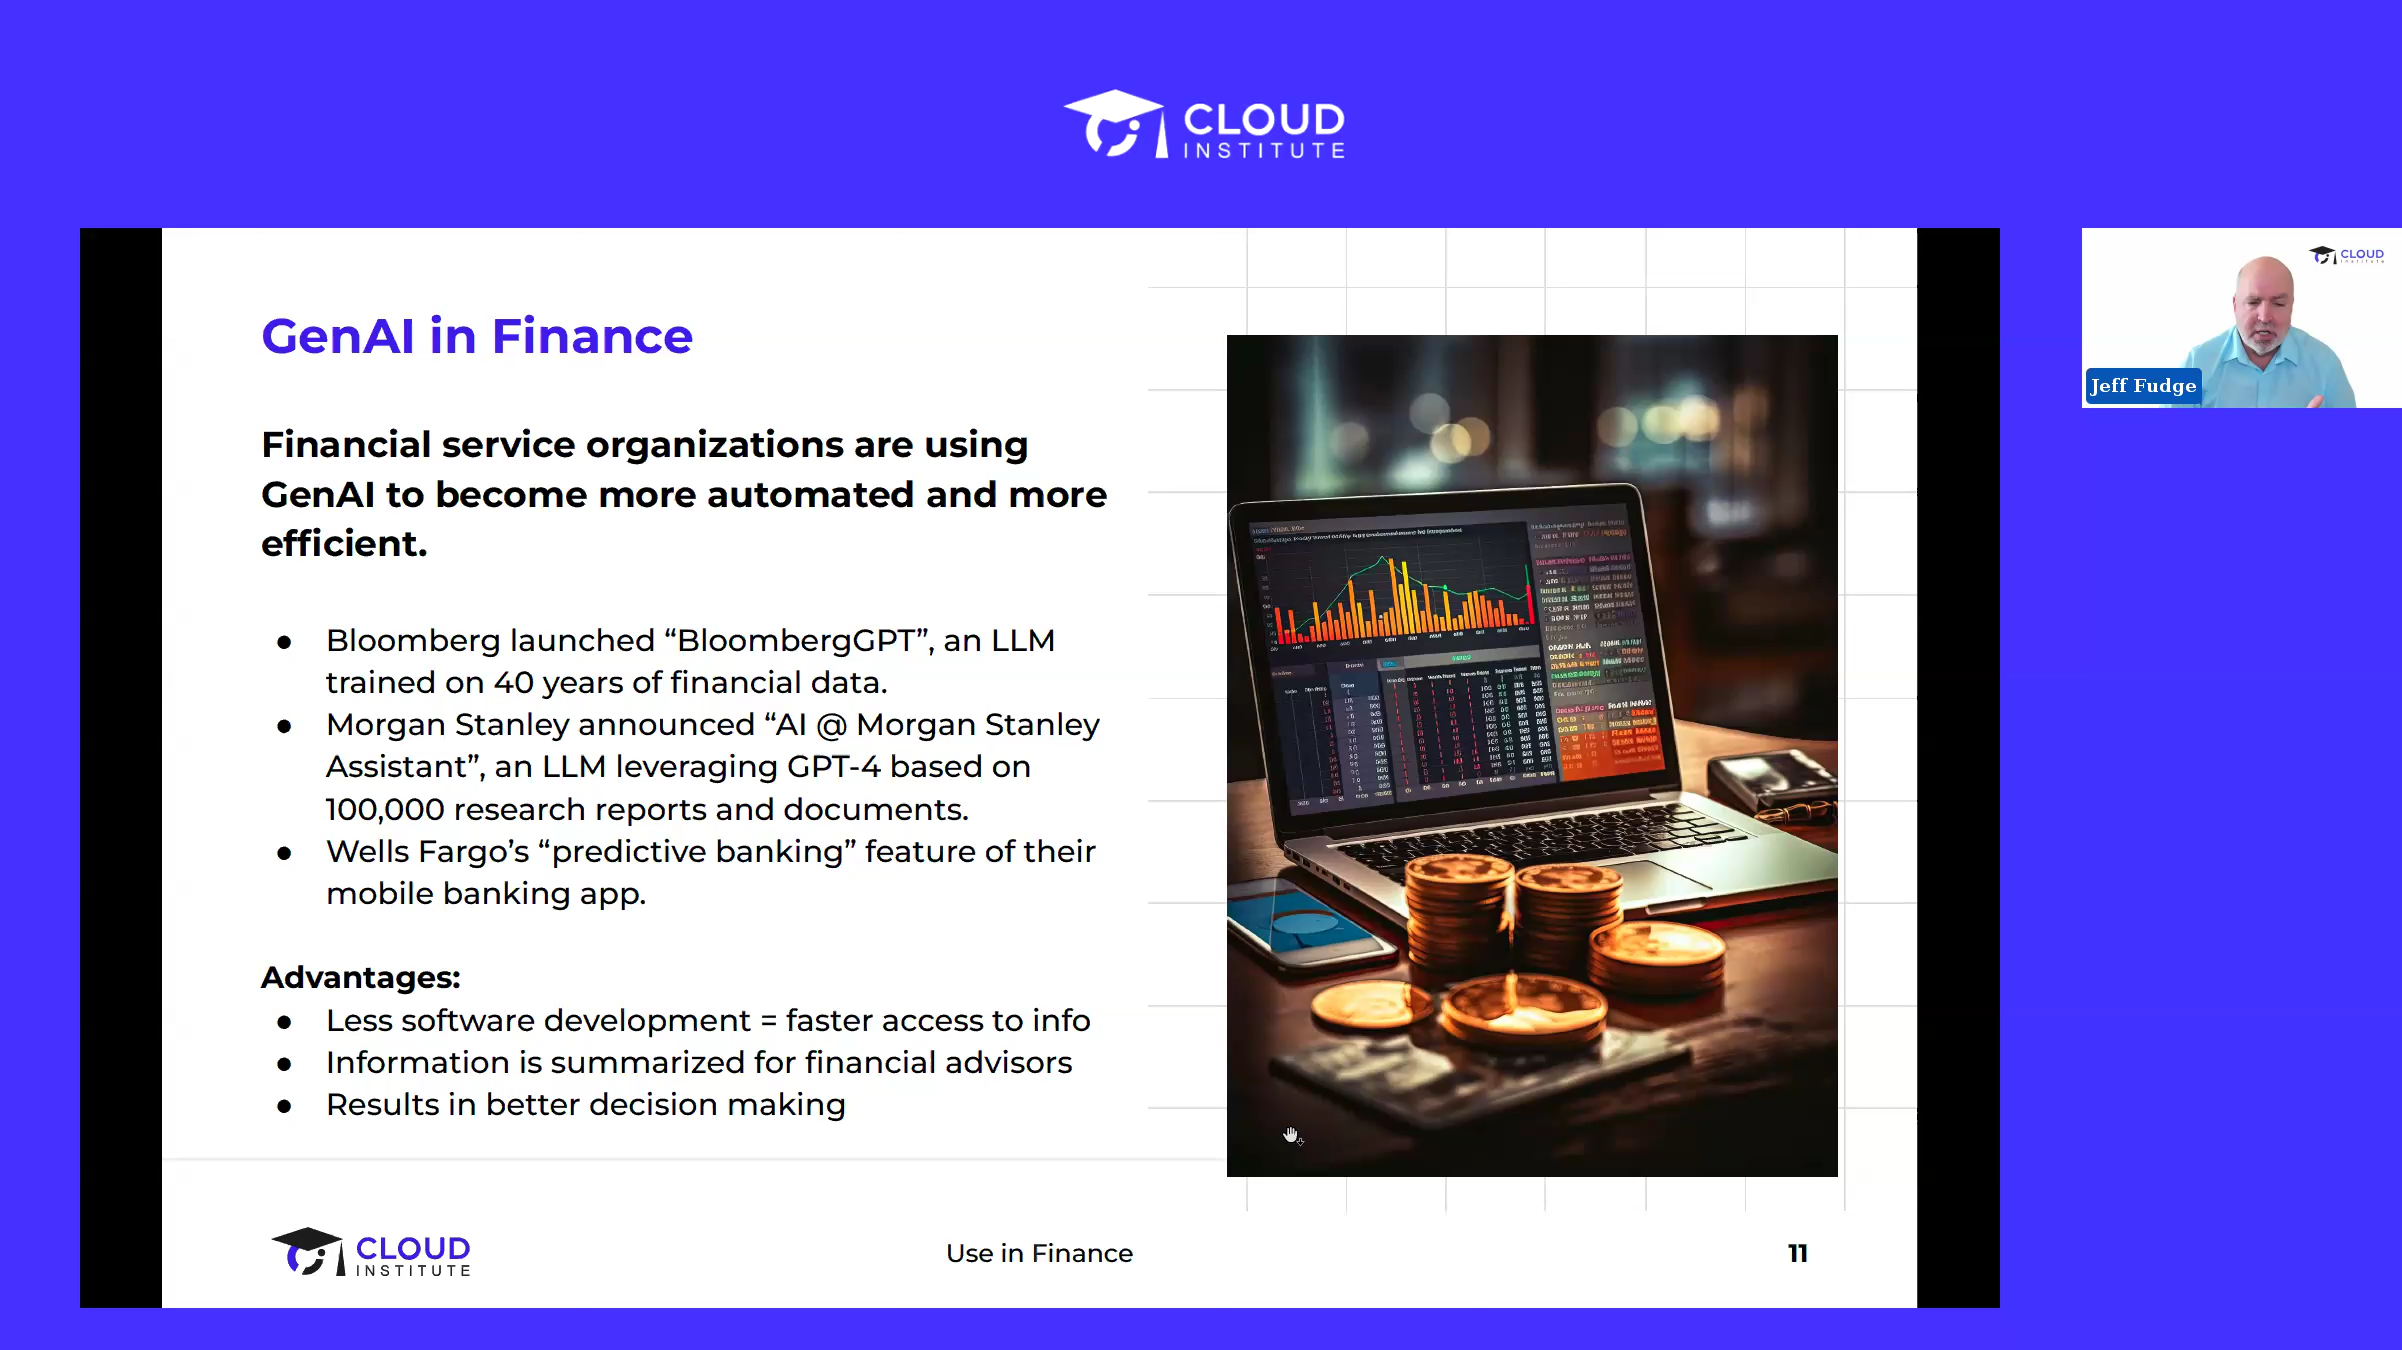 CLOUD
INSTITUTE
CLOUD
Jeff Fudge
GenAI in Finance
Financial service organizations are using
GenAI to become more automated and more
efficient.
● Bloomberg launched “BloombergGPT”, an LLM
trained on 40 years of financial data.
● Morgan Stanley announced “AI @ Morgan Stanley
Assistant”, an LLM leveraging GPT-4 based on
100,000 research reports and documents.
● Wells Fargo’s “predictive banking” feature of their
mobile banking app.
Advantages:
● Less software development = faster access to info
● Information is summarized for financial advisors
● Results in better decision making
CLOUD
INSTITUTE
Use in Finance
11